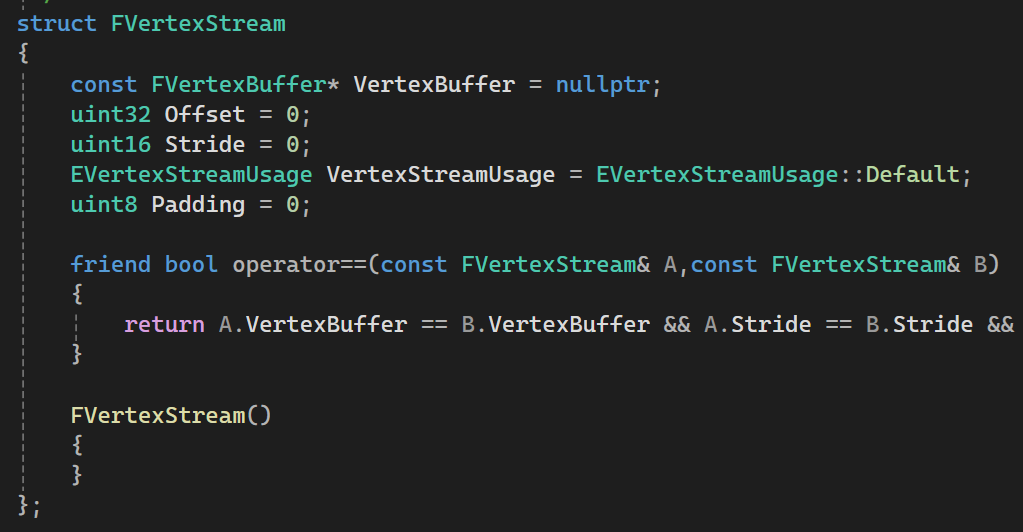 struct FVertexStream
{
    const FVertexBuffer* VertexBuffer = nullptr;
    uint32 Offset = 0;
    uint16 Stride = 0;
    EVertexStreamUsage VertexStreamUsage = EVertexStreamUsage::Default;
    uint8 Padding = 0;

    friend bool operator==(const FVertexStream& A,const FVertexStream& B)
    {
        return A.VertexBuffer == B.VertexBuffer && A.Stride == B.Stride &&
    }

    FVertexStream()
    {
    }
};